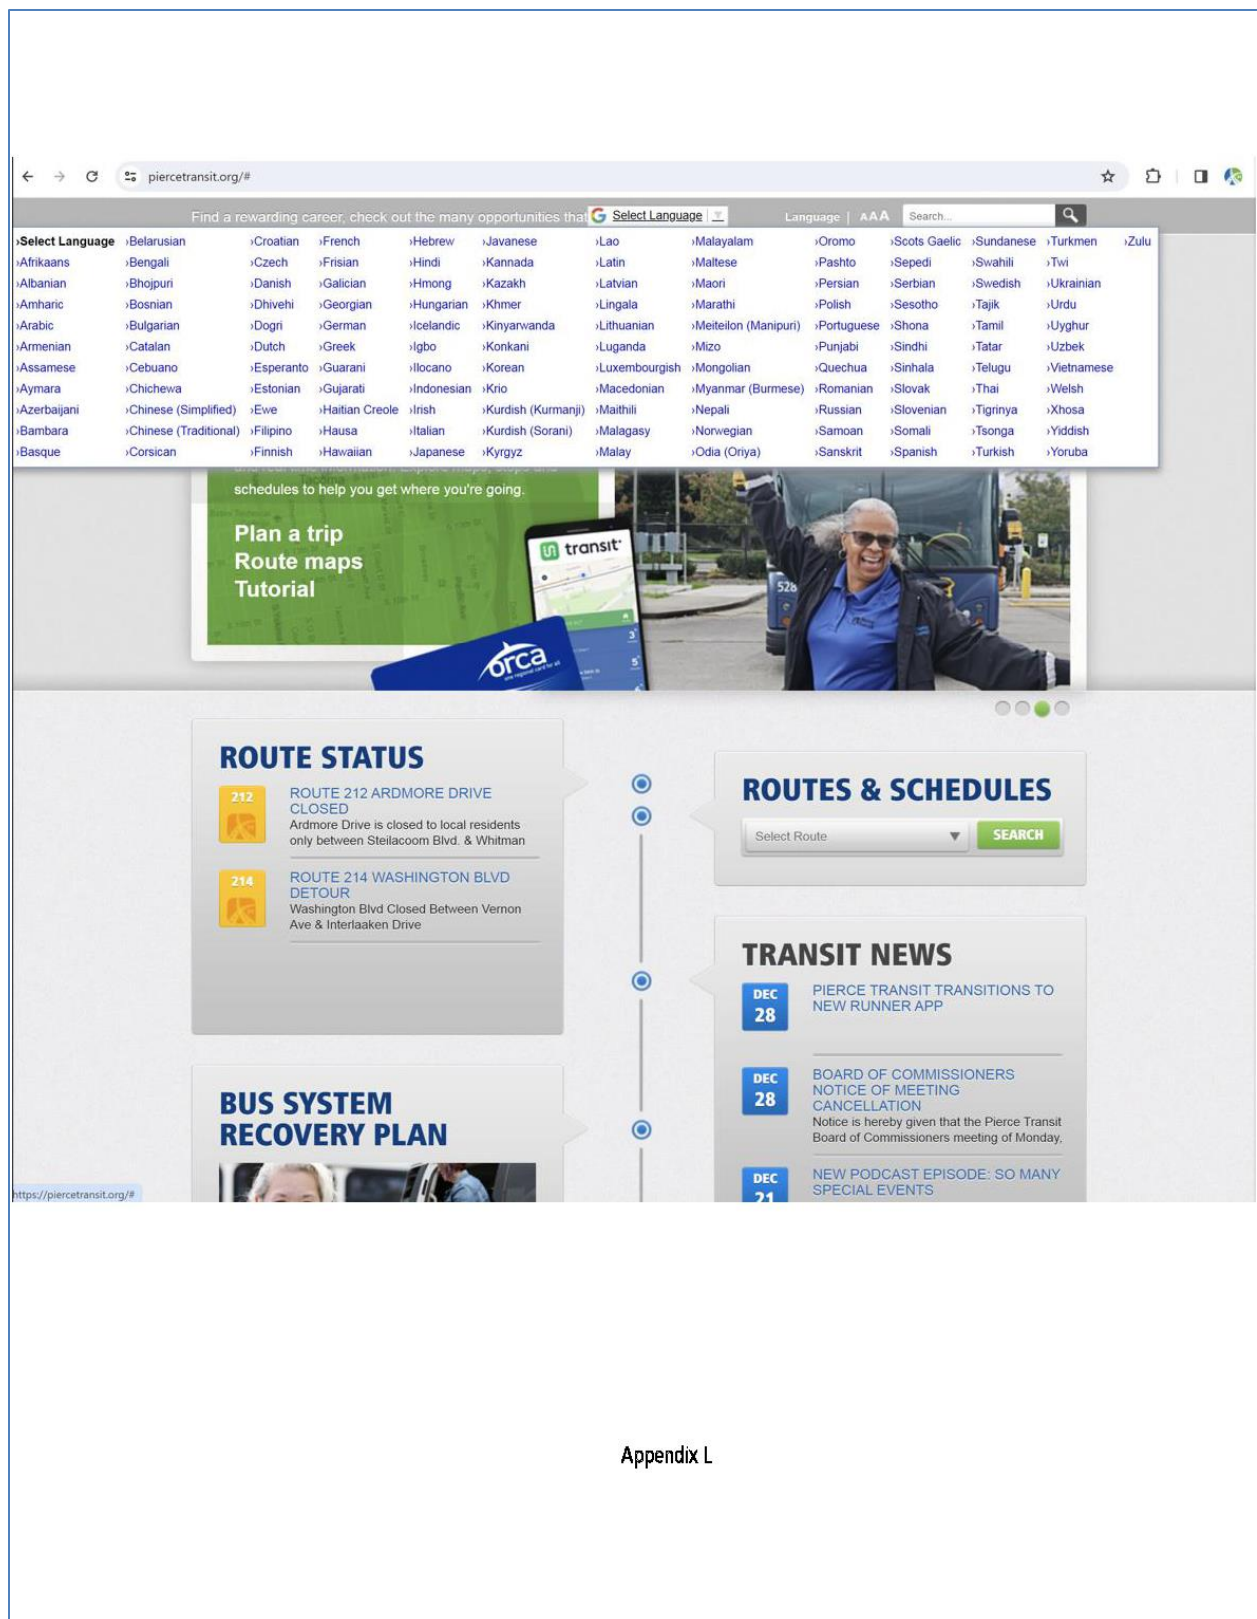 piercetransit.org/#
Find a rewarding career, check out the many opportunities that
Select Language
Language | AAA
Search...
›Select Language ›Belarusian ›Croatian ›French ›Hebrew ›Javanese ›Lao ›Malayalam ›Oromo ›Scots Gaelic ›Sundanese ›Turkmen ›Zulu
›Afrikaans ›Bengali ›Czech ›Frisian ›Hindi ›Kannada ›Latin ›Maltese ›Pashto ›Sepedi ›Swahili ›Twi
›Albanian ›Bhojpuri ›Danish ›Galician ›Hmong ›Kazakh ›Latvian ›Maori ›Persian ›Serbian ›Swedish ›Ukrainian
›Amharic ›Bosnian ›Dhivehi ›Georgian ›Hungarian ›Khmer ›Lingala ›Marathi ›Polish ›Sesotho ›Tajik ›Urdu
›Arabic ›Bulgarian ›Dogri ›German ›Icelandic ›Kinyarwanda ›Lithuanian ›Meiteilon (Manipuri) ›Portuguese ›Shona ›Tamil ›Uyghur
›Armenian ›Catalan ›Dutch ›Greek ›Igbo ›Konkani ›Luganda ›Mizo ›Punjabi ›Sindhi ›Tatar ›Uzbek
›Assamese ›Cebuano ›Esperanto ›Guarani ›Ilocano ›Korean ›Luxembourgish ›Mongolian ›Quechua ›Sinhala ›Telugu ›Vietnamese
›Aymara ›Chichewa ›Estonian ›Gujarati ›Indonesian ›Krio ›Macedonian ›Myanmar (Burmese) ›Romanian ›Slovak ›Thai ›Welsh
›Azerbaijani ›Chinese (Simplified) ›Ewe ›Haitian Creole ›Irish ›Kurdish (Kurmanji) ›Maithili ›Nepali ›Russian ›Slovenian ›Tigrinya ›Xhosa
›Bambara ›Chinese (Traditional) ›Filipino ›Hausa ›Italian ›Kurdish (Sorani) ›Malagasy ›Norwegian ›Samoan ›Somali ›Tsonga ›Yiddish
›Basque ›Corsican ›Finnish ›Hawaiian ›Japanese ›Kyrgyz ›Malay ›Odia (Oriya) ›Sanskrit ›Spanish ›Turkish ›Yoruba
schedules to help you get where you're going.
Plan a trip
Route maps
Tutorial
transit
orca
one regional card for all
528
ROUTE STATUS
212
ROUTE 212 ARDMORE DRIVE
CLOSED
Ardmore Drive is closed to local residents
only between Steilacoom Blvd. & Whitman
214
ROUTE 214 WASHINGTON BLVD
DETOUR
Washington Blvd Closed Between Vernon
Ave & Interlaaken Drive
ROUTES & SCHEDULES
Select Route
SEARCH
TRANSIT NEWS
DEC
28
PIERCE TRANSIT TRANSITIONS TO
NEW RUNNER APP
DEC
28
BOARD OF COMMISSIONERS
NOTICE OF MEETING
CANCELLATION
Notice is hereby given that the Pierce Transit
Board of Commissioners meeting of Monday,
DEC
21
NEW PODCAST EPISODE: SO MANY
SPECIAL EVENTS
BUS SYSTEM
RECOVERY PLAN
https://piercetransit.org/#
Appendix L